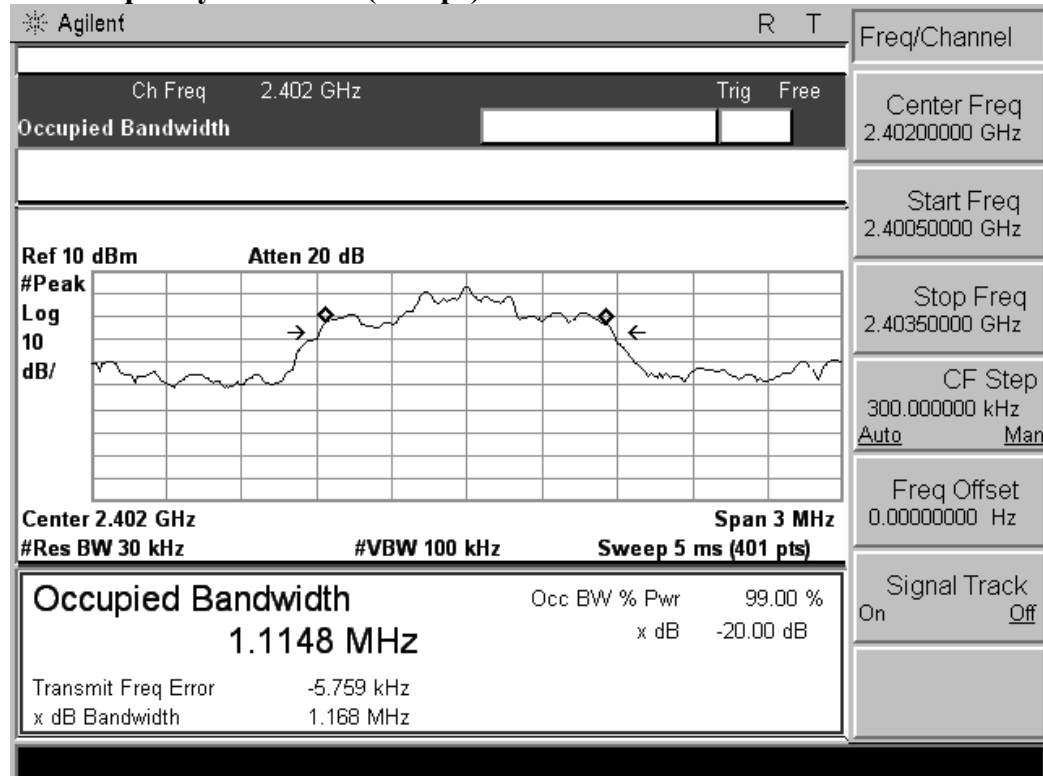 Agilent
R T
Ch Freq 2.402 GHz
Trig Free
Occupied Bandwidth
Ref 10 dBm
Atten 20 dB
#Peak
Log
10
dB/
Center 2.402 GHz
Span 3 MHz
#Res BW 30 kHz
#VBW 100 kHz
Sweep 5 ms (401 pts)
Occupied Bandwidth
1.1148 MHz
Occ BW % Pwr 99.00 %
x dB -20.00 dB
Transmit Freq Error -5.759 kHz
x dB Bandwidth 1.168 MHz
Freq/Channel
Center Freq
2.40200000 GHz
Start Freq
2.40050000 GHz
Stop Freq
2.40350000 GHz
CF Step
300.000000 kHz
Auto Man
Freq Offset
0.00000000 Hz
Signal Track
On Off